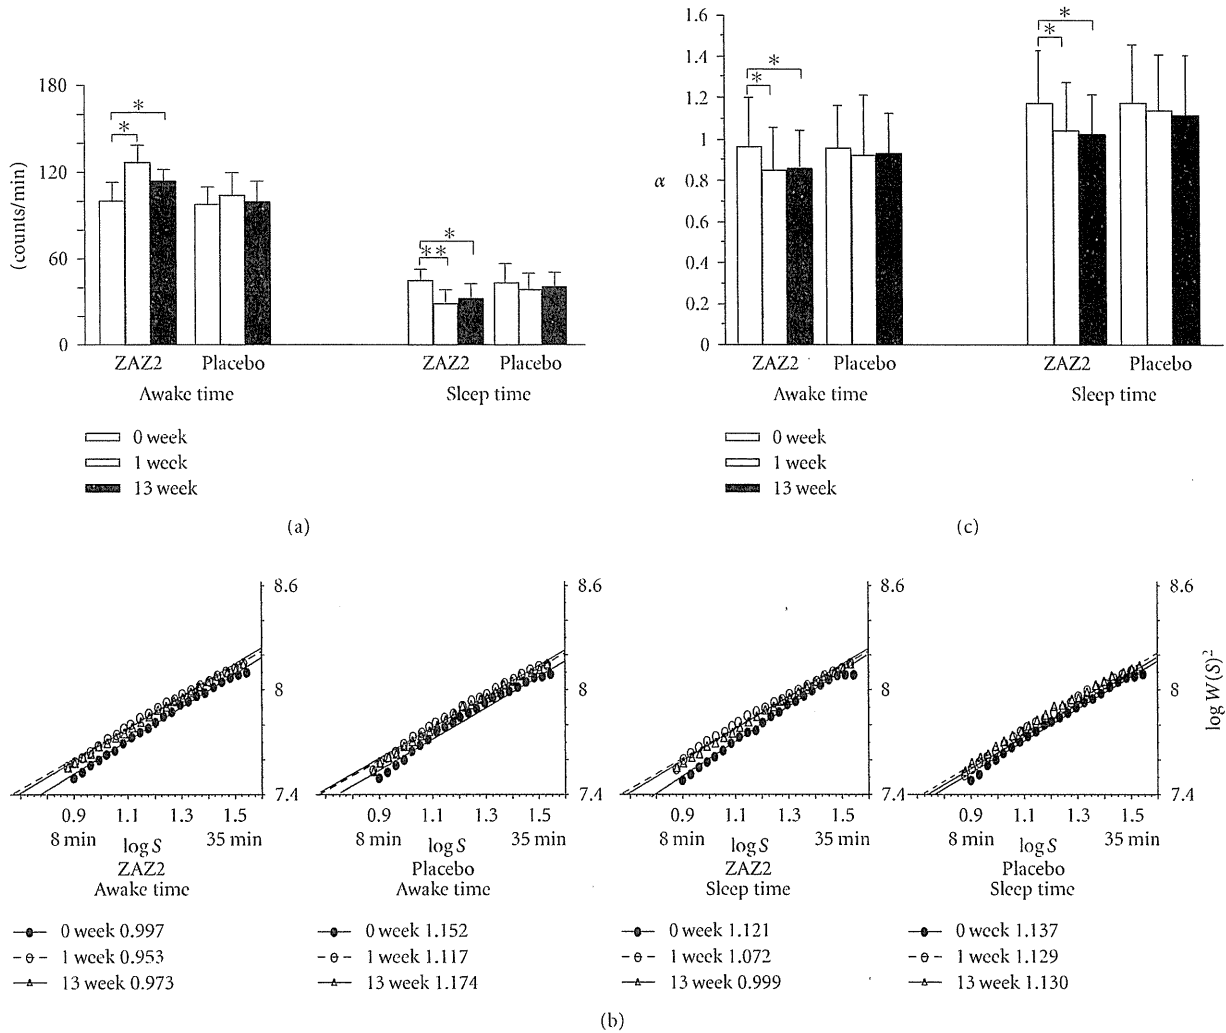 180
120
60
0
(counts/min)
*
*
*
**
ZAZ2 Placebo ZAZ2 Placebo
Awake time Sleep time
0 week
1 week
13 week
(a)
1.6
1.4
1.2
1
0.8
0.6
0.4
0.2
0
α
*
*
*
*
ZAZ2 Placebo ZAZ2 Placebo
Awake time Sleep time
0 week
1 week
13 week
(c)
8.6
8
7.4
0.9 1.1 1.3 1.5
8 min log S 35 min
ZAZ2
Awake time
0 week 0.997
1 week 0.953
13 week 0.973
8.6
8
7.4
0.9 1.1 1.3 1.5
8 min log S 35 min
Placebo
Awake time
0 week 1.152
1 week 1.117
13 week 1.174
8.6
8
7.4
0.9 1.1 1.3 1.5
8 min log S 35 min
ZAZ2
Sleep time
0 week 1.121
1 week 1.072
13 week 0.999
8.6
8
7.4
log W(S)²
0.9 1.1 1.3 1.5
8 min log S 35 min
Placebo
Sleep time
0 week 1.137
1 week 1.129
13 week 1.130
(b)